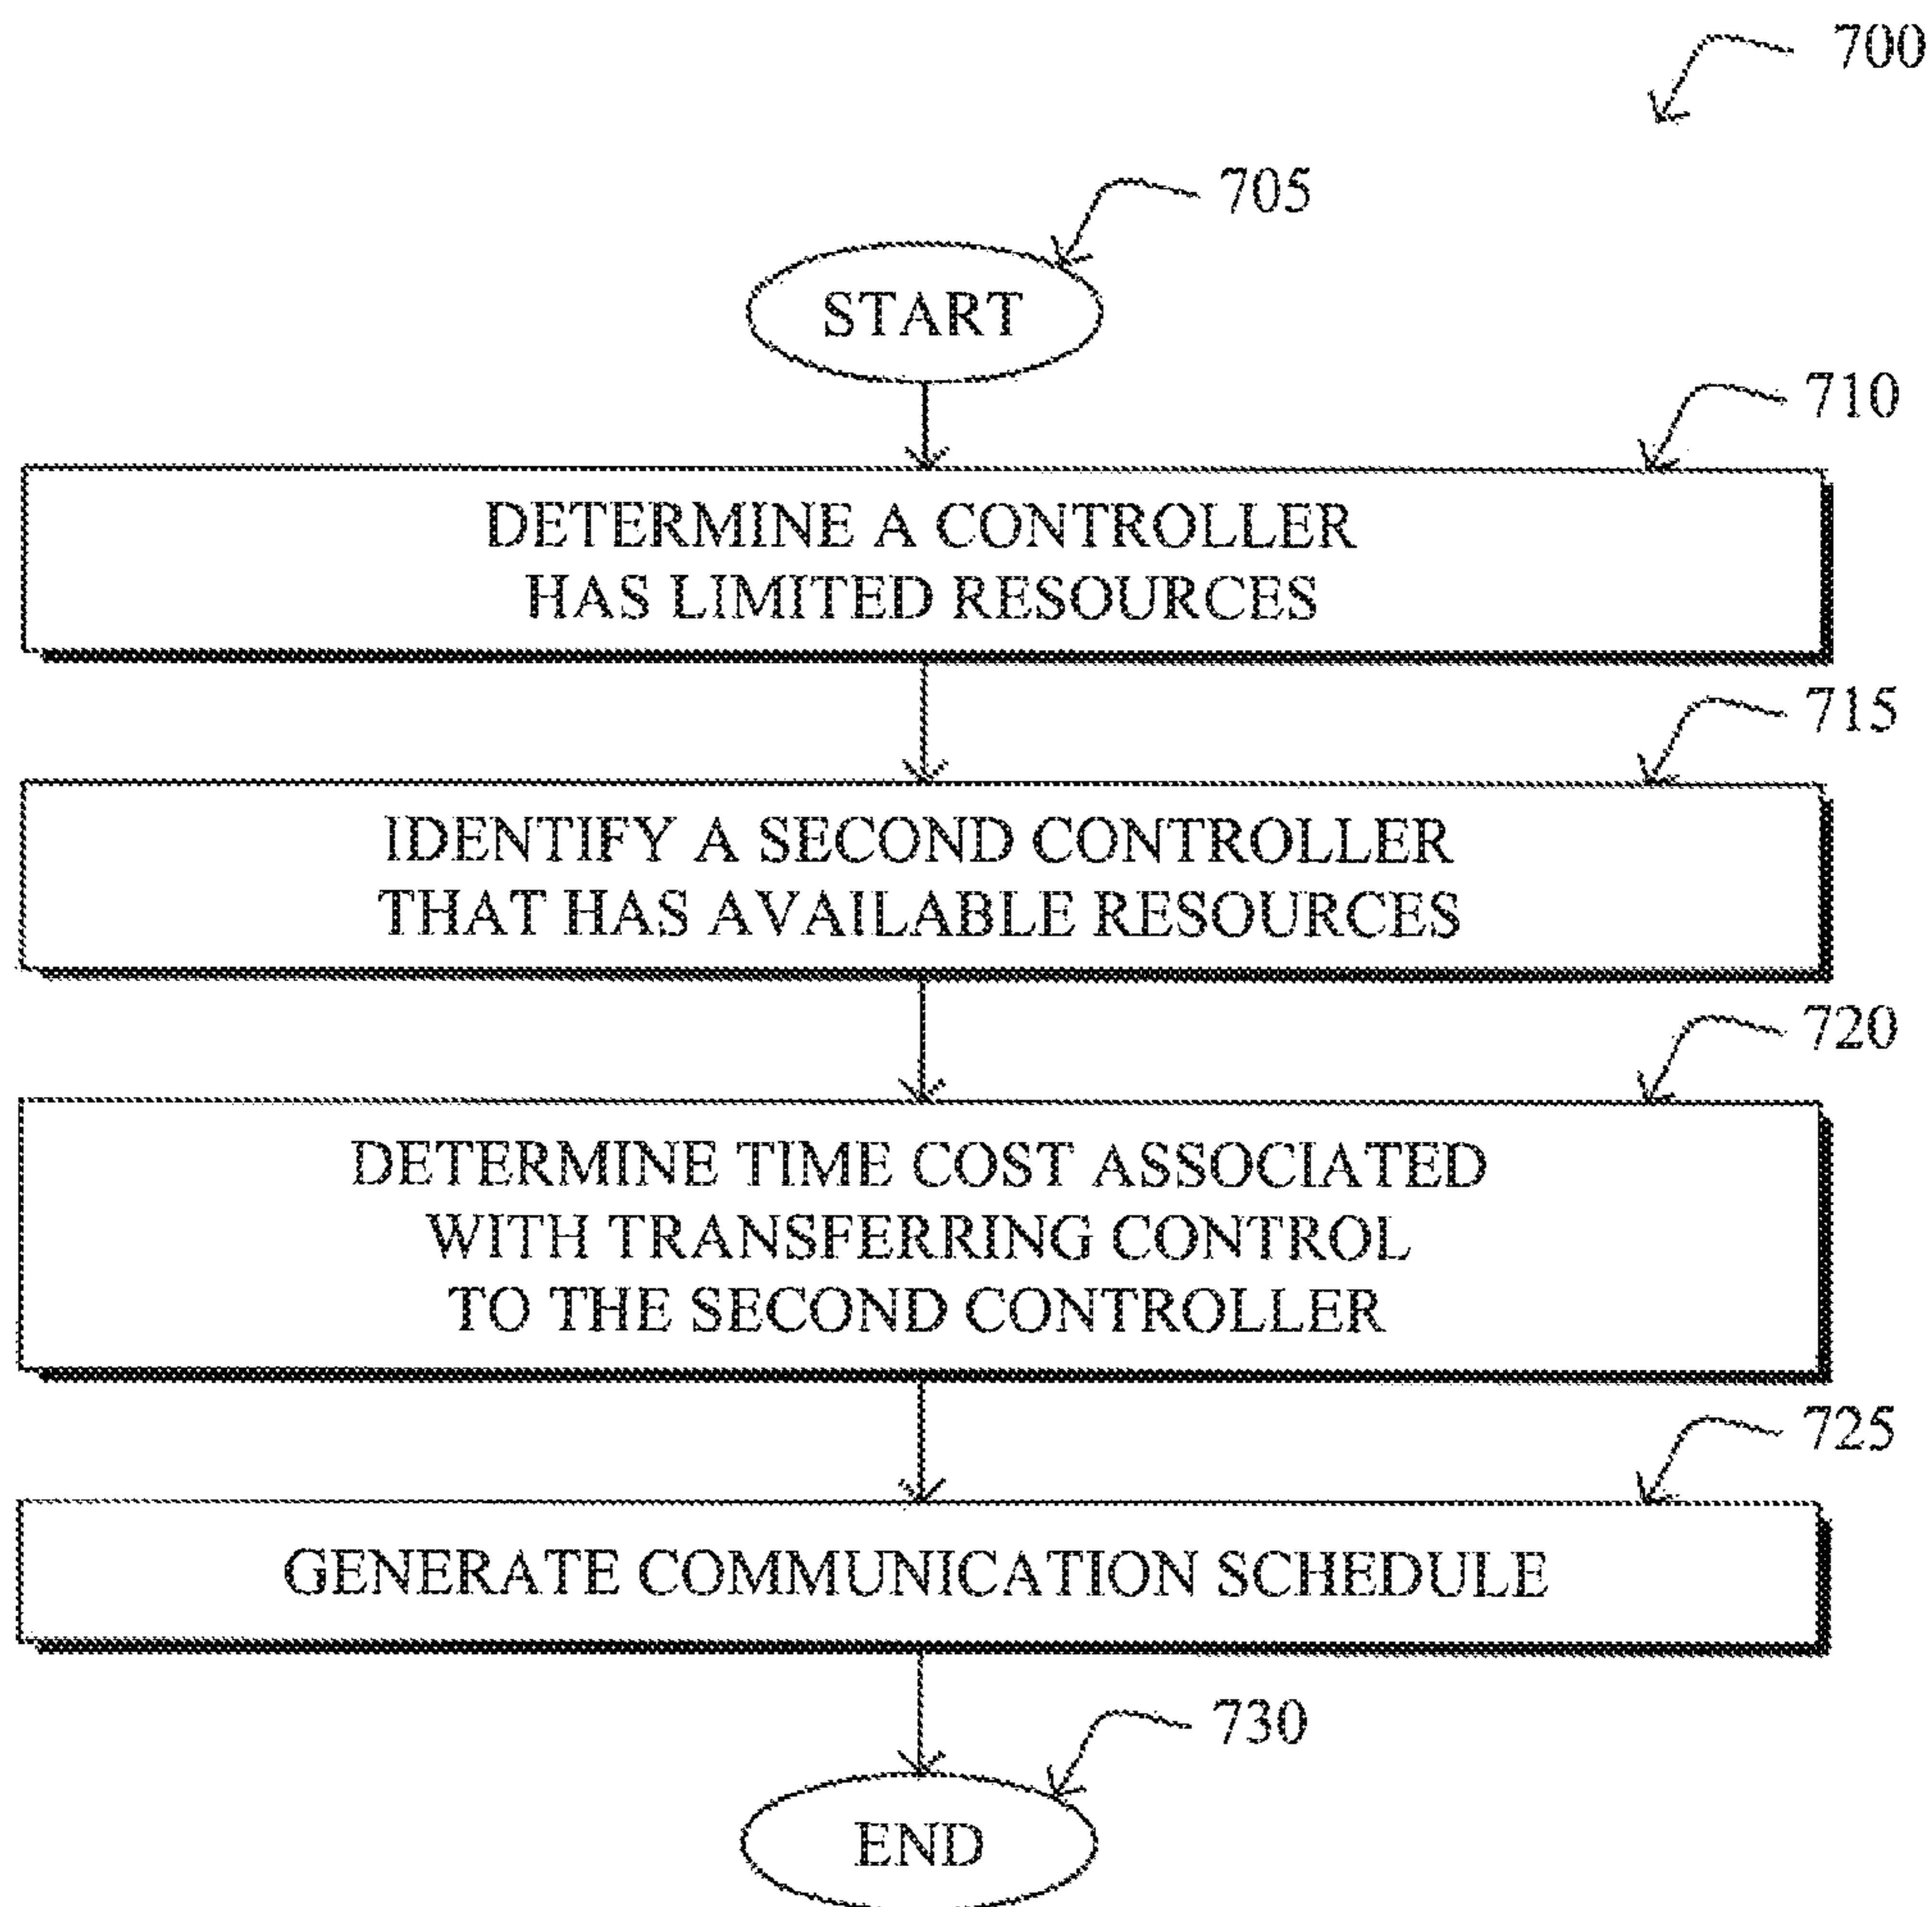 700
705
START
710
DETERMINE A CONTROLLER
HAS LIMITED RESOURCES
715
IDENTIFY A SECOND CONTROLLER
THAT HAS AVAILABLE RESOURCES
720
DETERMINE TIME COST ASSOCIATED
WITH TRANSFERRING CONTROL
TO THE SECOND CONTROLLER
725
GENERATE COMMUNICATION SCHEDULE
730
END